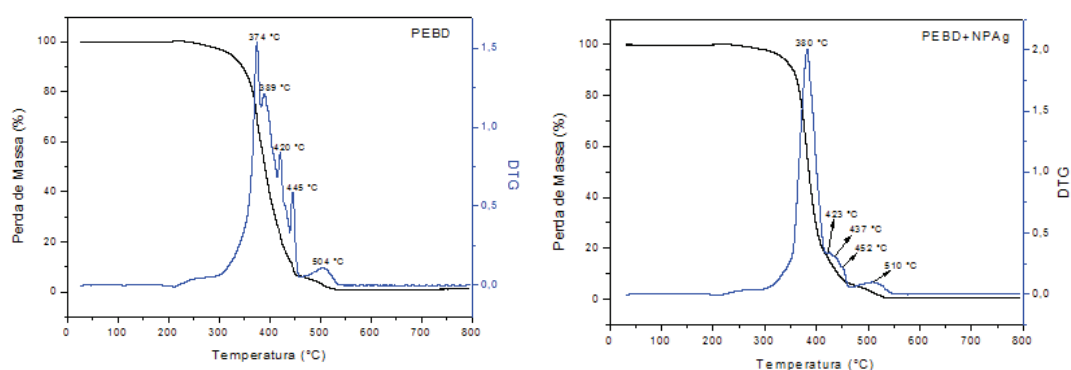 PEBD
374 °C
389 °C
420 °C
445 °C
504 °C
100
80
60
40
20
0
Perda de Massa (%)
1,5
1,0
0,5
0,0
DTG
0 100 200 300 400 500 600 700 800
Temperatura (°C)
PEBD+NPAg
380 °C
423 °C
437 °C
452 °C
510 °C
100
80
60
40
20
0
Perda de Massa (%)
2,0
1,5
1,0
0,5
0,0
DTG
0 100 200 300 400 500 600 700 800
Temperatura (°C)